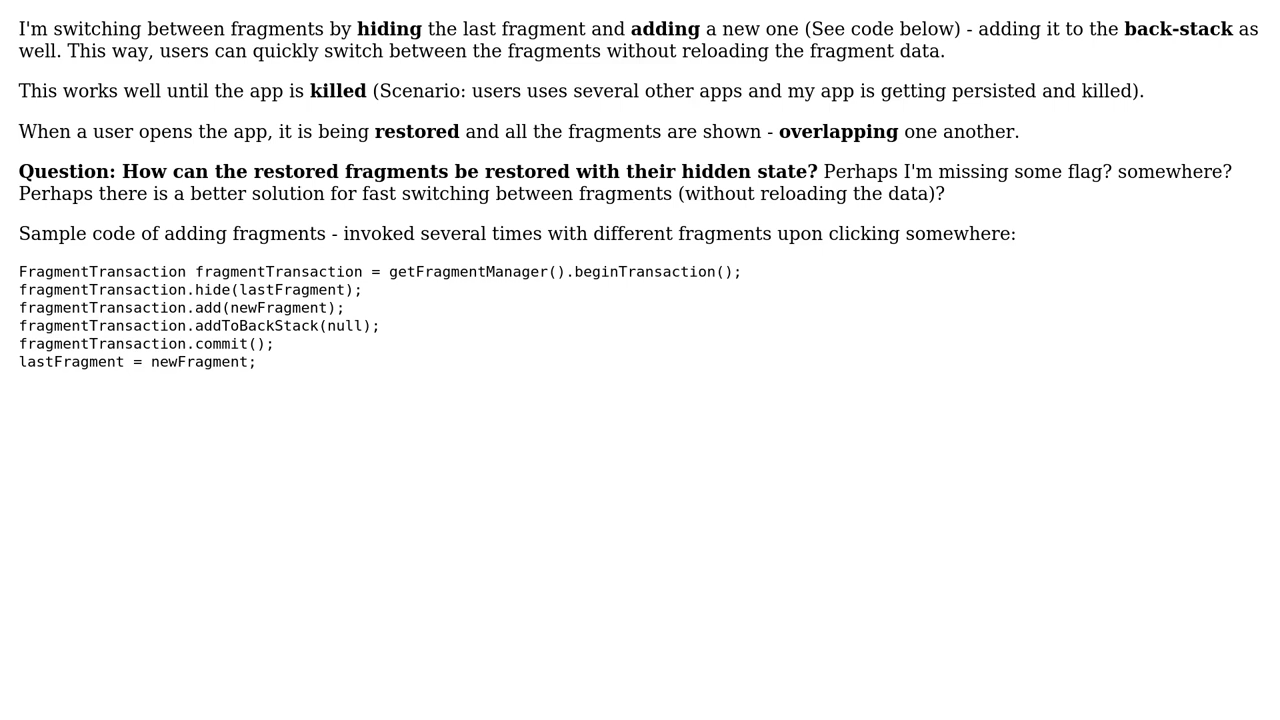 I'm switching between fragments by hiding the last fragment and adding a new one (See code below) - adding it to the back-stack as
well. This way, users can quickly switch between the fragments without reloading the fragment data.
This works well until the app is killed (Scenario: users uses several other apps and my app is getting persisted and killed).
When a user opens the app, it is being restored and all the fragments are shown - overlapping one another.
Question: How can the restored fragments be restored with their hidden state? Perhaps I'm missing some flag? somewhere?
Perhaps there is a better solution for fast switching between fragments (without reloading the data)?
Sample code of adding fragments - invoked several times with different fragments upon clicking somewhere:
FragmentTransaction fragmentTransaction = getFragmentManager().beginTransaction();
fragmentTransaction.hide(lastFragment);
fragmentTransaction.add(newFragment);
fragmentTransaction.addToBackStack(null);
fragmentTransaction.commit();
lastFragment = newFragment;